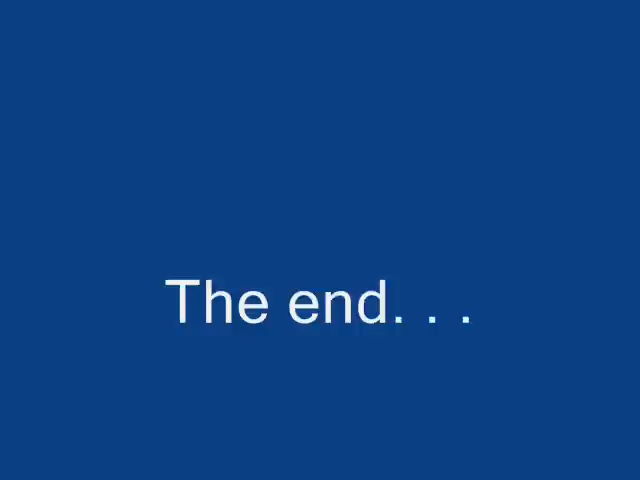 The end. . .